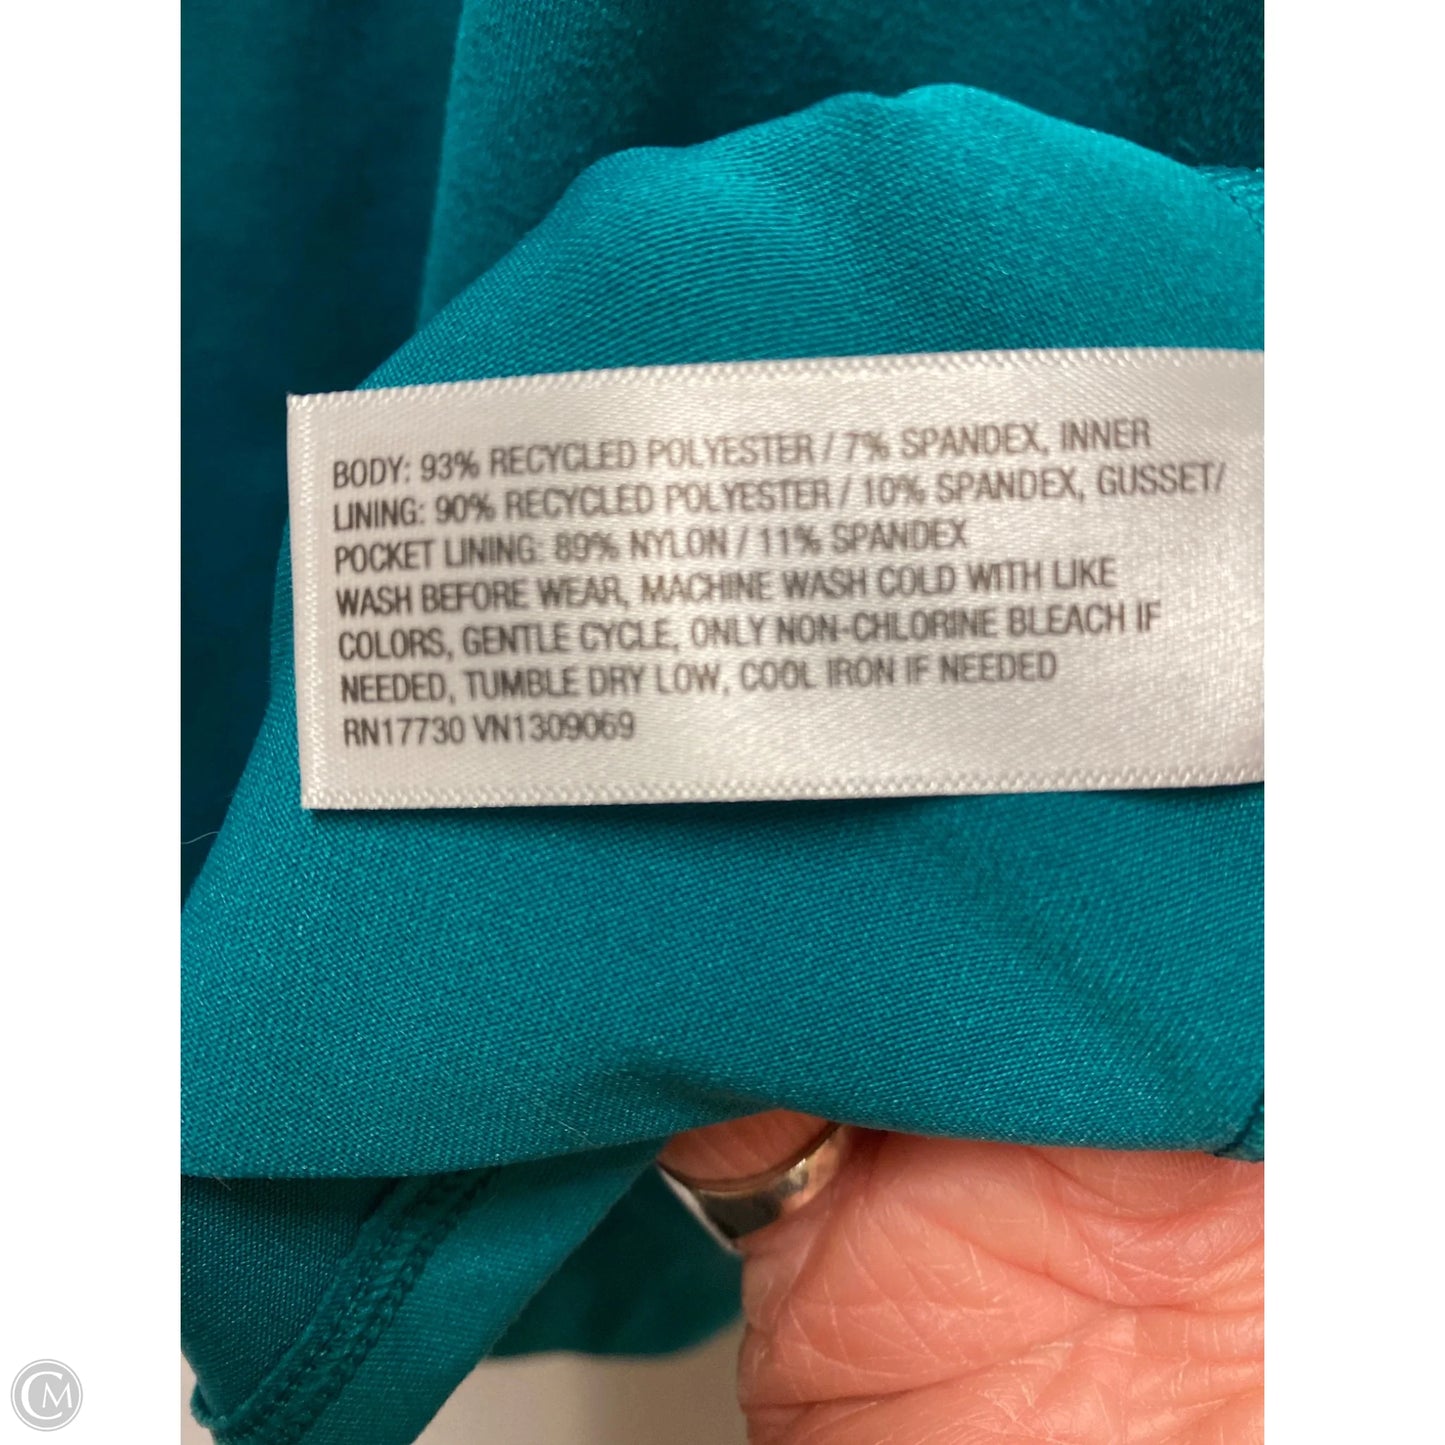 BODY: 93% RECYCLED POLYESTER / 7% SPANDEX, INNER
LINING: 90% RECYCLED POLYESTER / 10% SPANDEX, GUSSET/
POCKET LINING: 89% NYLON / 11% SPANDEX
WASH BEFORE WEAR, MACHINE WASH COLD WITH LIKE
COLORS, GENTLE CYCLE, ONLY NON-CHLORINE BLEACH IF
NEEDED, TUMBLE DRY LOW, COOL IRON IF NEEDED
RN17730 VN1309069
CM